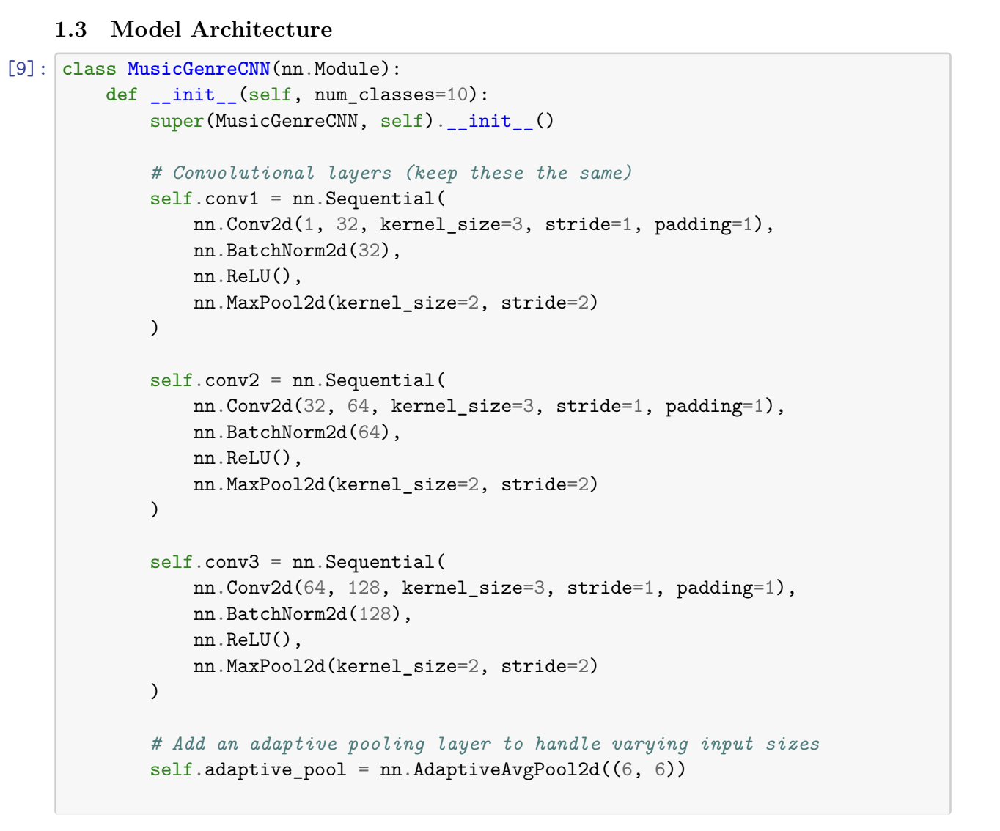 1.3 Model Architecture
[9]: class MusicGenreCNN(nn.Module):
def __init__(self, num_classes=10):
super(MusicGenreCNN, self).__init__()
# Convolutional layers (keep these the same)
self.conv1 = nn.Sequential(
nn.Conv2d(1, 32, kernel_size=3, stride=1, padding=1),
nn.BatchNorm2d(32),
nn.ReLU(),
nn.MaxPool2d(kernel_size=2, stride=2)
)
self.conv2 = nn.Sequential(
nn.Conv2d(32, 64, kernel_size=3, stride=1, padding=1),
nn.BatchNorm2d(64),
nn.ReLU(),
nn.MaxPool2d(kernel_size=2, stride=2)
)
self.conv3 = nn.Sequential(
nn.Conv2d(64, 128, kernel_size=3, stride=1, padding=1),
nn.BatchNorm2d(128),
nn.ReLU(),
nn.MaxPool2d(kernel_size=2, stride=2)
)
# Add an adaptive pooling layer to handle varying input sizes
self.adaptive_pool = nn.AdaptiveAvgPool2d((6, 6))